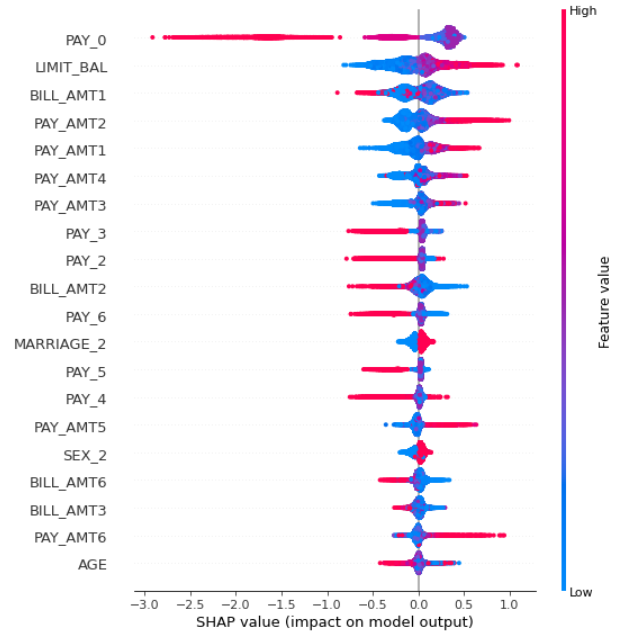 High
PAY_0
LIMIT_BAL
BILL_AMT1
PAY_AMT2
PAY_AMT1
PAY_AMT4
PAY_AMT3
PAY_3
PAY_2
BILL_AMT2
PAY_6
MARRIAGE_2
PAY_5
PAY_4
PAY_AMT5
SEX_2
BILL_AMT6
BILL_AMT3
PAY_AMT6
AGE
Feature value
Low
−3.0 −2.5 −2.0 −1.5 −1.0 −0.5 0.0 0.5 1.0
SHAP value (impact on model output)